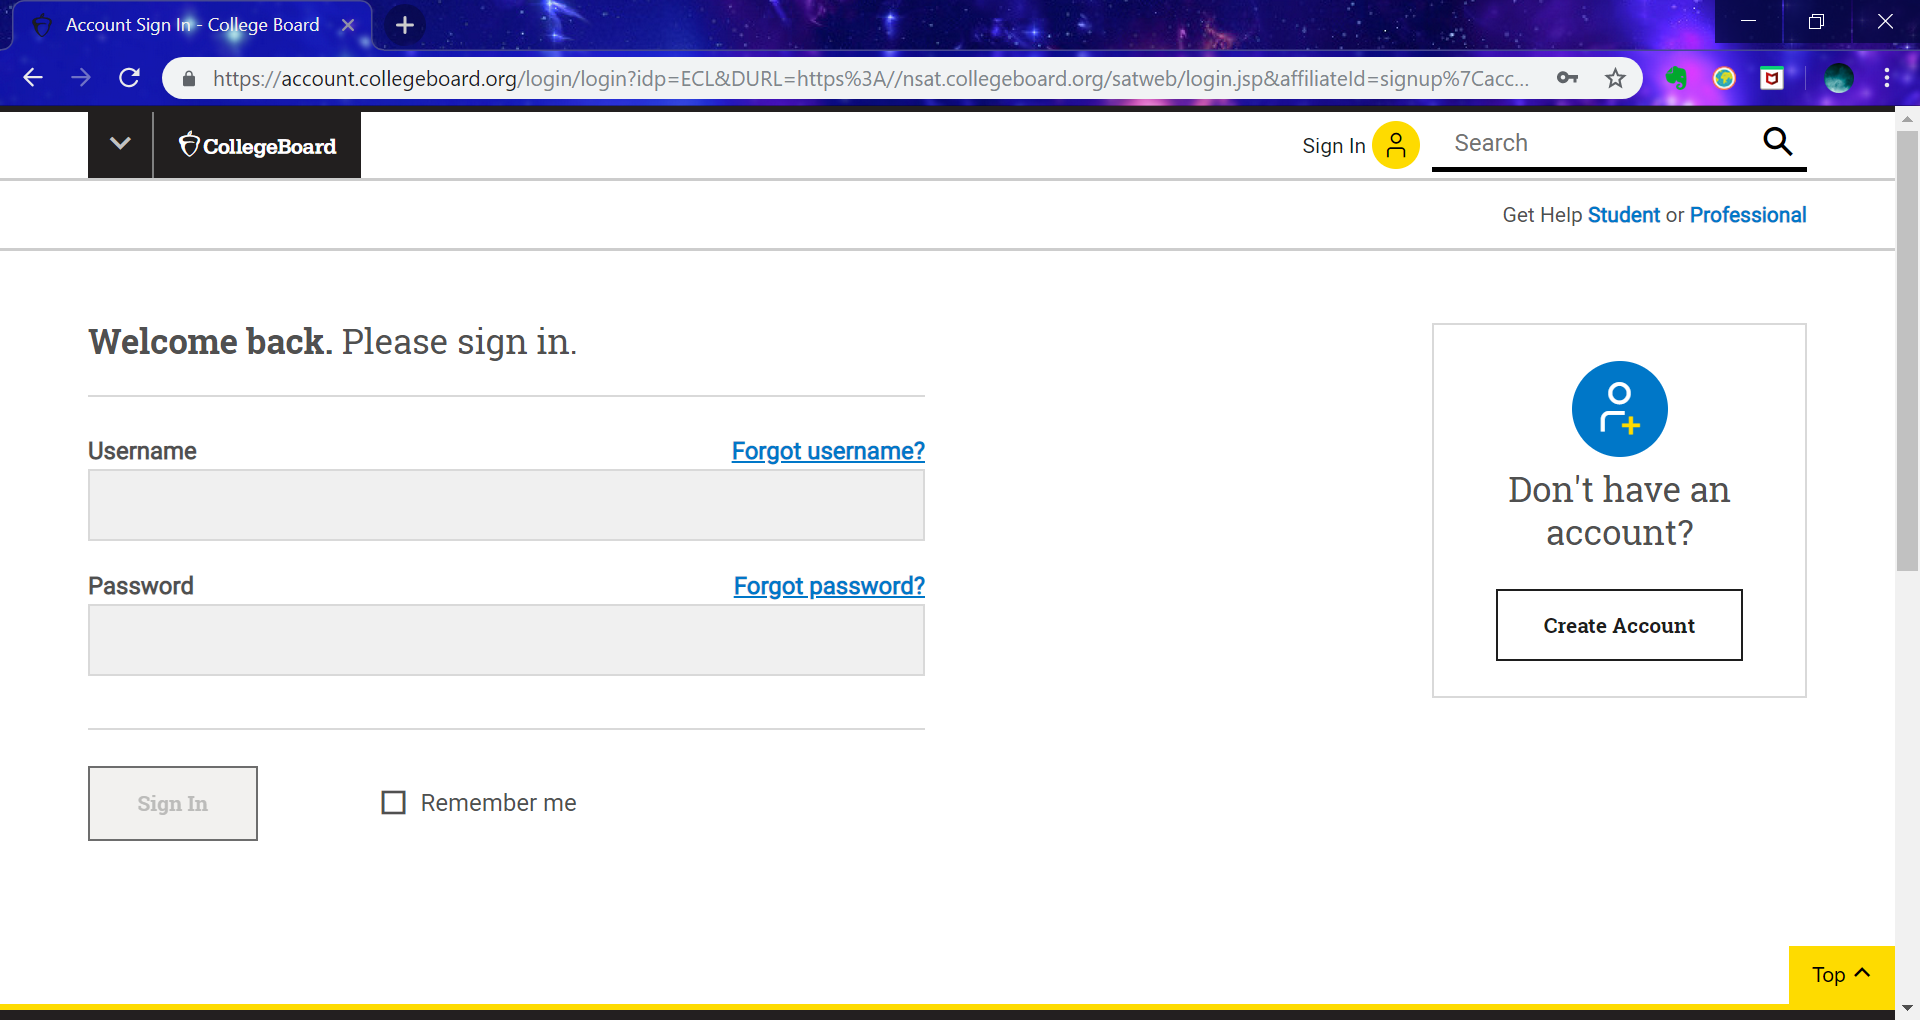 Account Sign In - College Board
https://account.collegeboard.org/login/login?idp=ECL&DURL=https%3A//nsat.collegeboard.org/satweb/login.jsp&affiliateId=signup%7Cacc...
CollegeBoard
Sign In
Search
Get Help Student or Professional
Welcome back. Please sign in.
Username
Forgot username?
Password
Forgot password?
Sign In
Remember me
Don't have an
account?
Create Account
Top